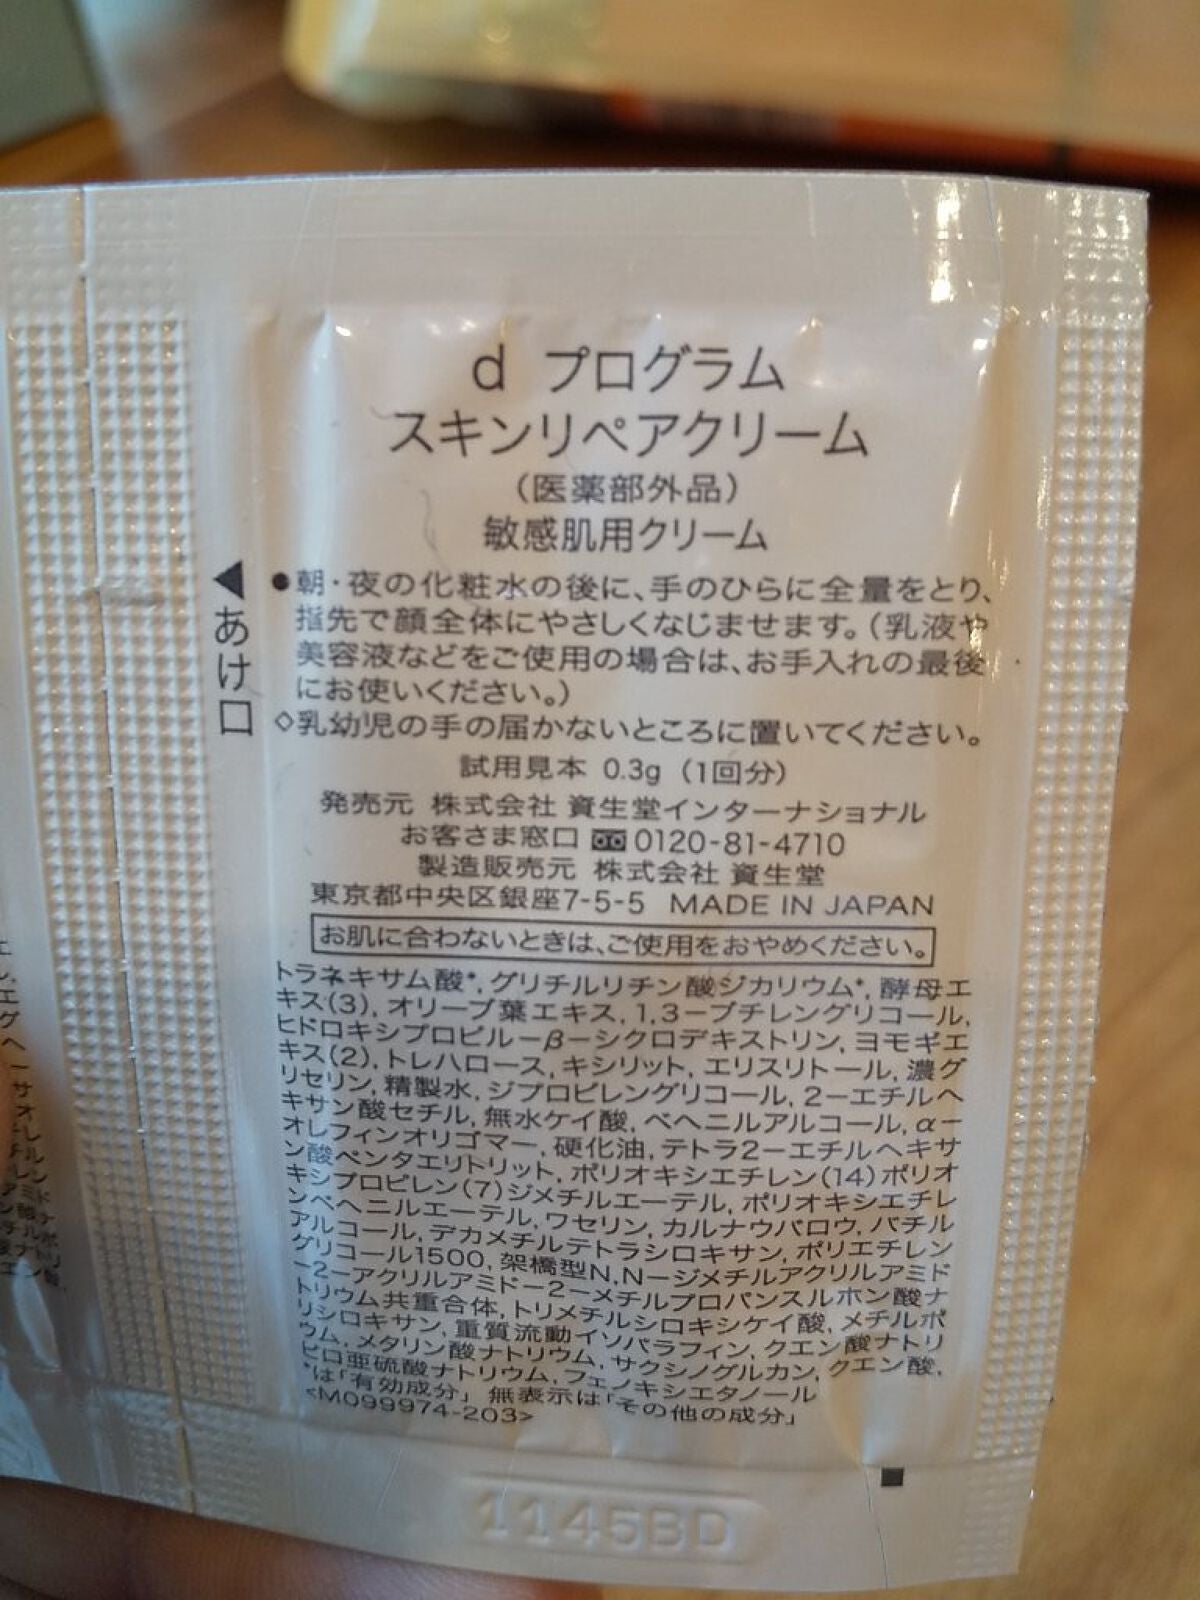 d プログラム
スキンリペアクリーム
（医薬部外品）
敏感肌用クリーム
◀あけ口
●朝・夜の化粧水の後に、手のひらに全量をとり、
指先で顔全体にやさしくなじませます。（乳液や
美容液などをご使用の場合は、お手入れの最後
にお使いください。）
◇乳幼児の手の届かないところに置いてください。
試用見本 0.3g（1回分）
発売元 株式会社 資生堂インターナショナル
お客さま窓口 0120-81-4710
製造販売元 株式会社 資生堂
東京都中央区銀座7-5-5 MADE IN JAPAN
お肌に合わないときは、ご使用をおやめください。
トラネキサム酸*, グリチルリチン酸ジカリウム*, 酵母エ
キス(3), オリーブ葉エキス, 1,3－ブチレングリコール,
ヒドロキシプロピル－β－シクロデキストリン, ヨモギエ
キス(2), トレハロース, キシリット, エリスリトール, 濃グ
リセリン, 精製水, ジプロピレングリコール, 2－エチルヘ
キサン酸セチル, 無水ケイ酸, ベヘニルアルコール, α－
オレフィンオリゴマー, 硬化油, テトラ2－エチルヘキサ
ン酸ペンタエリトリット, ポリオキシエチレン(14)ポリオ
キシプロピレン(7)ジメチルエーテル, ポリオキシエチレ
ンベヘニルエーテル, ワセリン, カルナウバロウ, バチル
アルコール, デカメチルテトラシロキサン, ポリエチレン
グリコール1500, 架橋型N,N－ジメチルアクリルアミド
－2－アクリルアミド－2－メチルプロパンスルホン酸ナ
トリウム共重合体, トリメチルシロキシケイ酸, メチルポ
リシロキサン, 重質流動イソパラフィン, クエン酸ナトリ
ウム, メタリン酸ナトリウム, サクシノグルカン, クエン酸,
ピロ亜硫酸ナトリウム, フェノキシエタノール
*は「有効成分」 無表示は「その他の成分」
<M099974-203>
1145BD